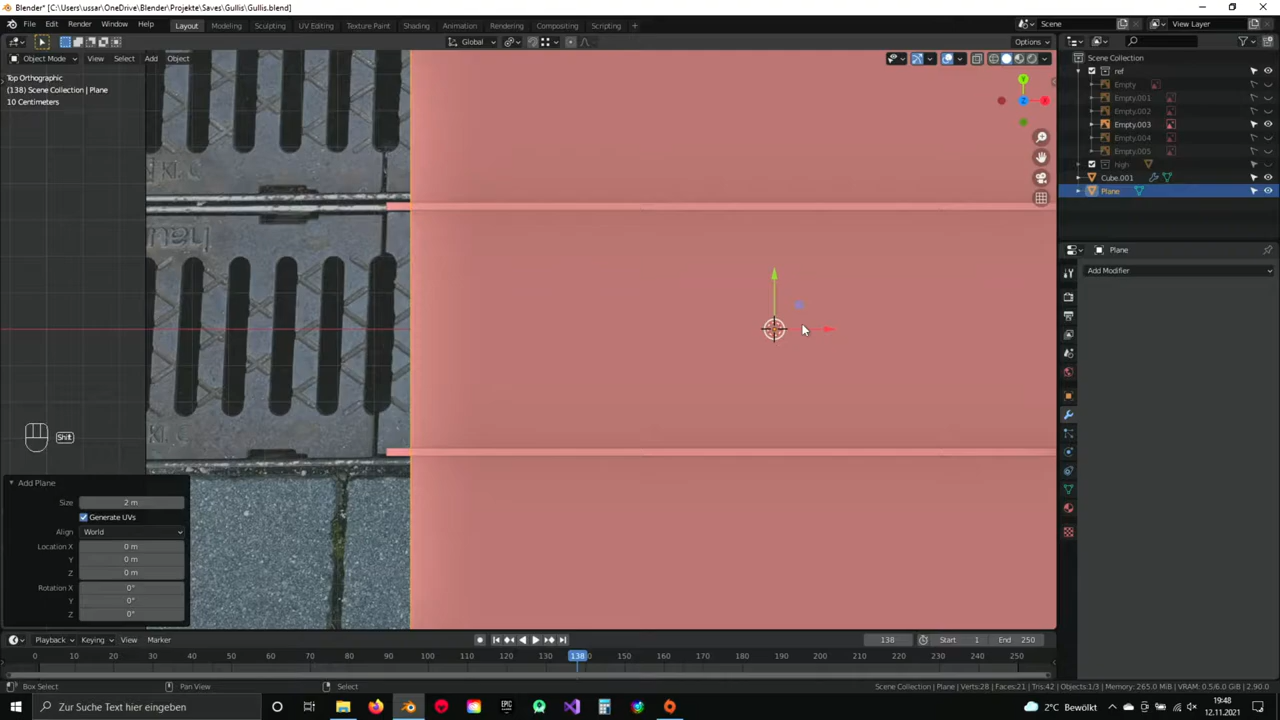 Blender* [C:\Users\ussar\OneDrive\Blender\Projekte\Saves\Gullis\Gullis.blend]
File Edit Render Window Help Layout Modeling Sculpting UV Editing Texture Paint Shading Animation Rendering Compositing Scripting + Scene View Layer
Global Options
Object Mode View Select Add Object
Top Orthographic
(138) Scene Collection | Plane
10 Centimeters
Y
Z
X
Scene Collection
ref
Empty
Empty.001
Empty.002
Empty.003
Empty.004
Empty.005
high
Cube.001
Plane
Plane
Add Modifier
Kl. C
Kl. C
Shift
Add Plane
Size 2 m
Generate UVs
Align World
Location X 0 m
Y 0 m
Z 0 m
Rotation X 0°
Y 0°
Z 0°
Playback Keying View Marker 138 Start 1 End 250
0 10 20 30 40 50 60 70 80 90 100 110 120 130 138 150 160 170 180 190 200 210 220 230 240 250
Box Select Pan View Select Scene Collection | Plane | Verts:28 | Faces:21 | Tris:42 | Objects:1/3 | Memory: 265.0 MiB | VRAM: 0.5/6.0 GiB | 2.90.0
Zur Suche Text hier eingeben 2°C Bewölkt 19:48
12.11.2021